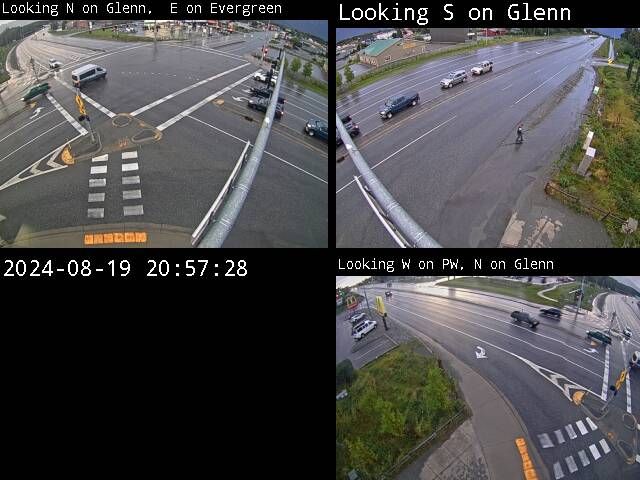 Looking N on Glenn,  E on Evergreen
Looking S on Glenn
2024-08-19 20:57:28
Looking W on PW, N on Glenn